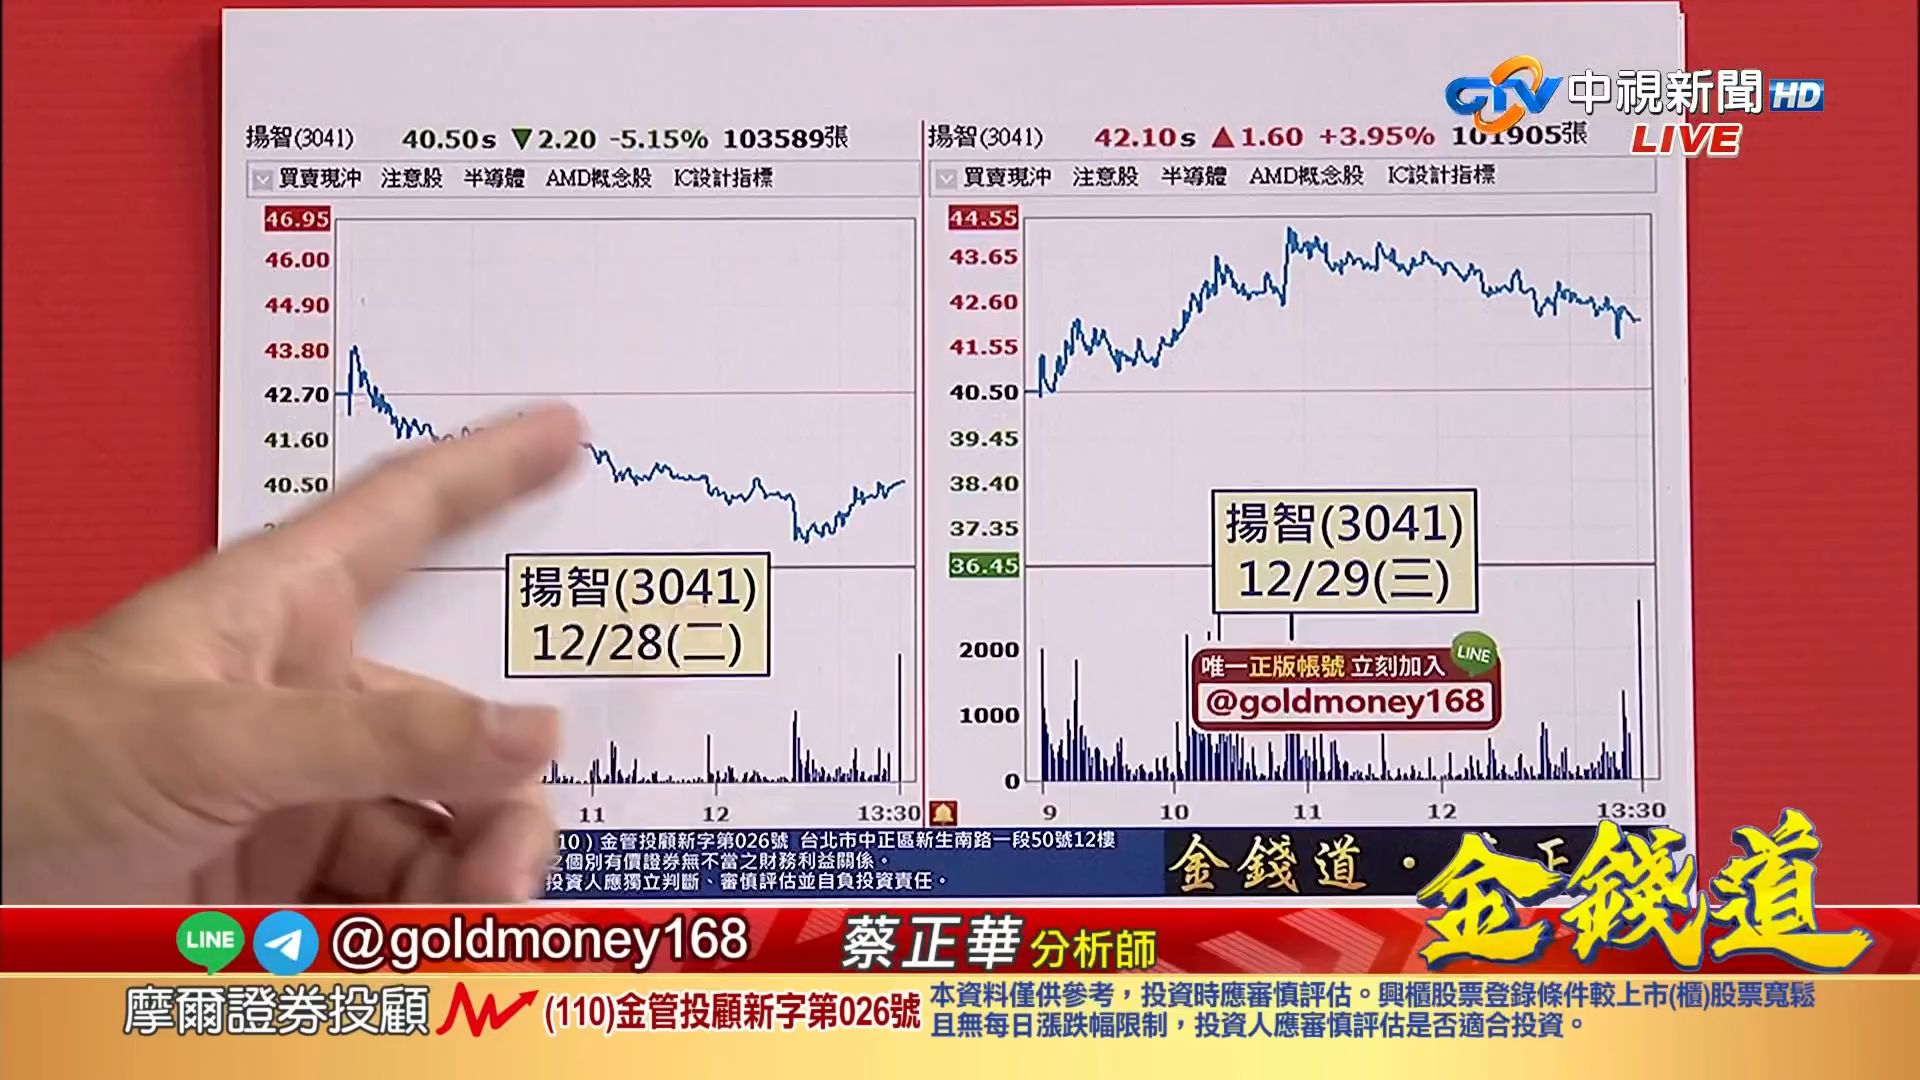 CTV中視新聞HD
LIVE
揚智(3041) 40.50s ▼2.20 -5.15% 103589張
買賣現沖 注意股 半導體 AMD概念股 IC設計指標
46.95
46.00
44.90
43.80
42.70
41.60
40.50
揚智(3041)
12/28(二)
11 12 13:30
揚智(3041) 42.10s ▲1.60 +3.95% 101905張
買賣現沖 注意股 半導體 AMD概念股 IC設計指標
44.55
43.65
42.60
41.55
40.50
39.45
38.40
37.35
36.45
2000
1000
0
揚智(3041)
12/29(三)
唯一正版帳號 立刻加入 LINE
@goldmoney168
9 10 11 12 13:30
10）金管投顧新字第026號 台北市中正區新生南路一段50號12樓
個別有價證券無不當之財務利益關係。
投資人應獨立判斷、審慎評估並自負投資責任。
金錢道・
金錢道
LINE @goldmoney168 蔡正華 分析師
摩爾證券投顧 (110)金管投顧新字第026號
本資料僅供參考，投資時應審慎評估。興櫃股票登錄條件較上市(櫃)股票寬鬆
且無每日漲跌幅限制，投資人應審慎評估是否適合投資。